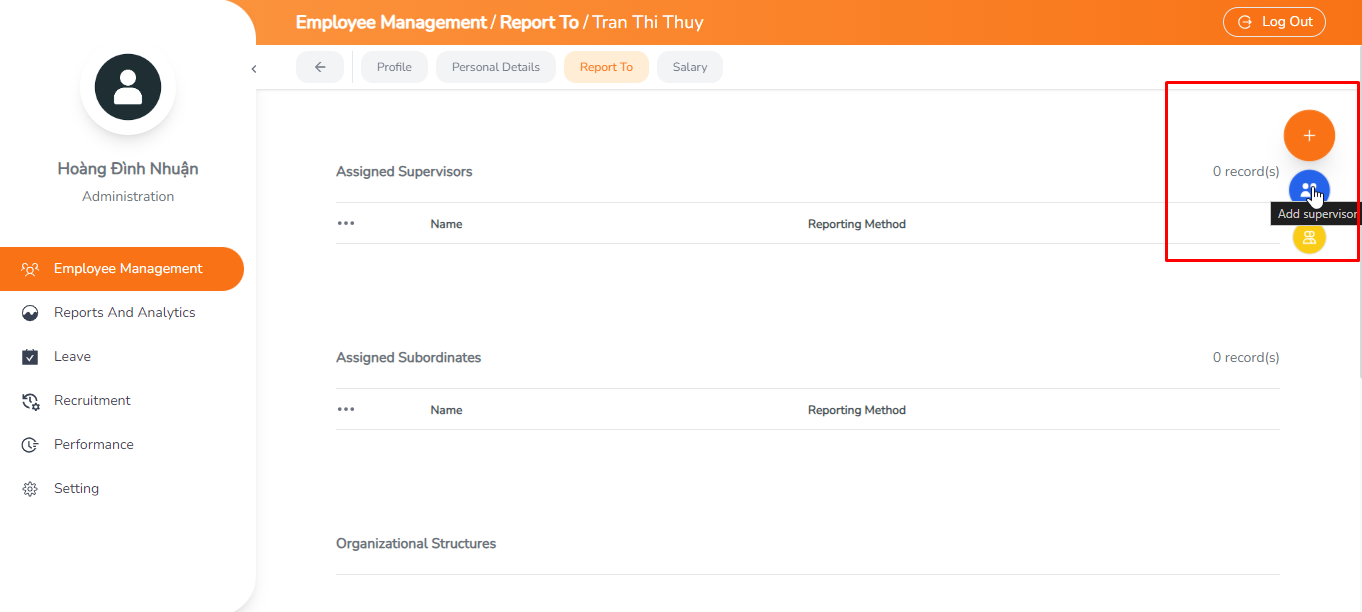 Employee Management / Report To / Tran Thi Thuy
Log Out
Profile
Personal Details
Report To
Salary
Hoàng Đình Nhuận
Administration
Employee Management
Reports And Analytics
Leave
Recruitment
Performance
Setting
Assigned Supervisors
0 record(s)
Name
Reporting Method
Add supervisor
Assigned Subordinates
0 record(s)
Name
Reporting Method
Organizational Structures